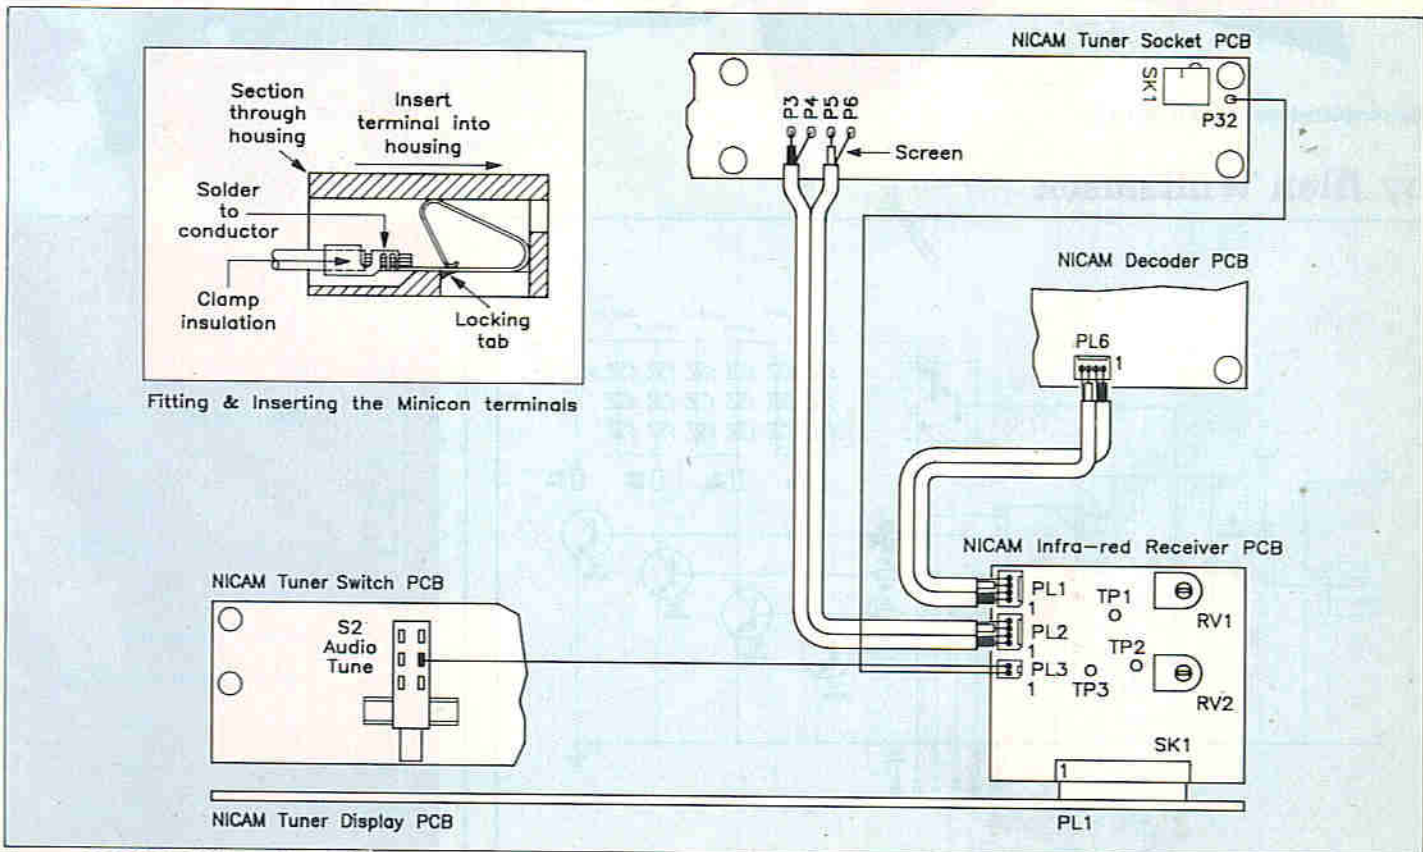 Section
through
housing
Insert
terminal into
housing
Solder
to
conductor
Clamp
insulation
Locking
tab
Fitting & Inserting the Minicon terminals
NICAM Tuner Socket PCB
P3
P4
P5
P6
Screen
SK1
1
P32
NICAM Decoder PCB
PL6
1
NICAM Infra-red Receiver PCB
PL1
1
TP1
RV1
PL2
1
TP2
PL3
1
TP3
RV2
SK1
1
PL1
NICAM Tuner Switch PCB
S2
Audio
Tune
NICAM Tuner Display PCB